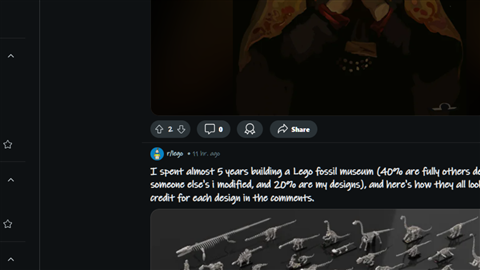 2
0
Share
r/lego • 11 hr. ago
I spent almost 5 years building a Lego fossil museum (40% are fully others de
someone else's i modified, and 20% are my designs), and here's how they all loo
credit for each design in the comments.